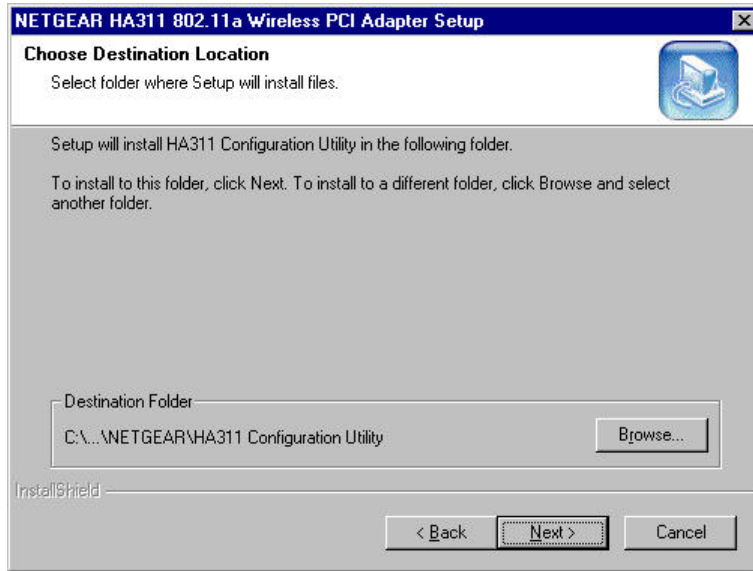 NETGEAR HA311 802.11a Wireless PCI Adapter Setup
Choose Destination Location
Select folder where Setup will install files.
Setup will install HA311 Configuration Utility in the following folder.
To install to this folder, click Next. To install to a different folder, click Browse and select
another folder.
Destination Folder
C:\...\NETGEAR\HA311 Configuration Utility
Browse...
InstallShield
< Back
Next >
Cancel